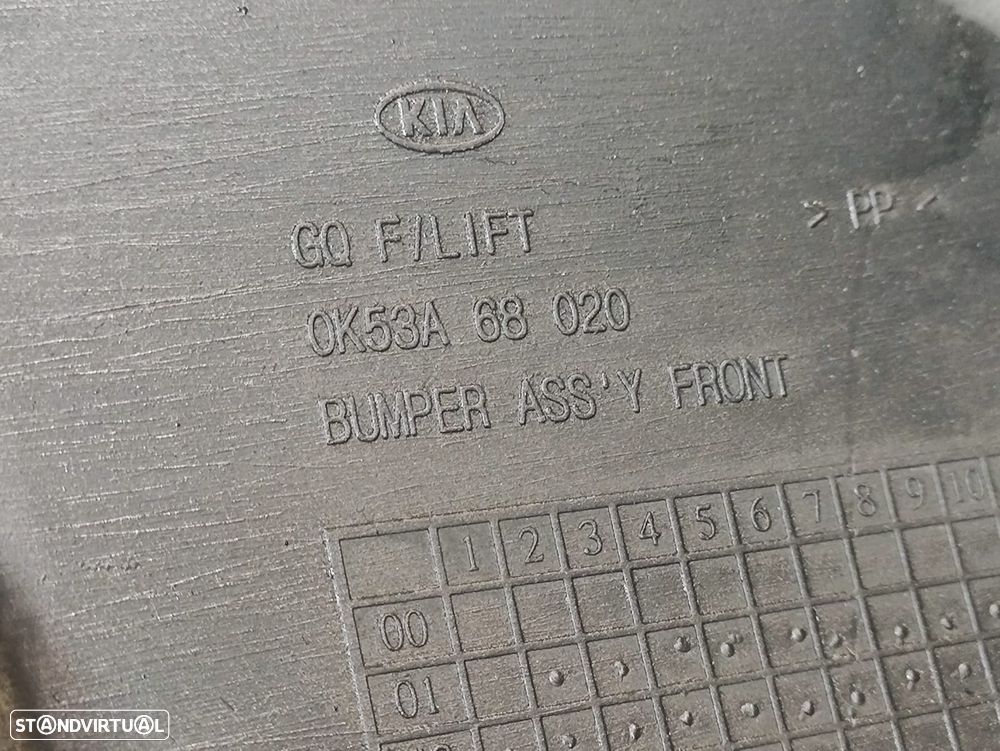 KIA
GQ F/LIFT
> PP <
0K53A 68 020
BUMPER ASS'Y FRONT
1 2 3 4 5 6 7 8 9 10
00
01
STANDVIRTUAL